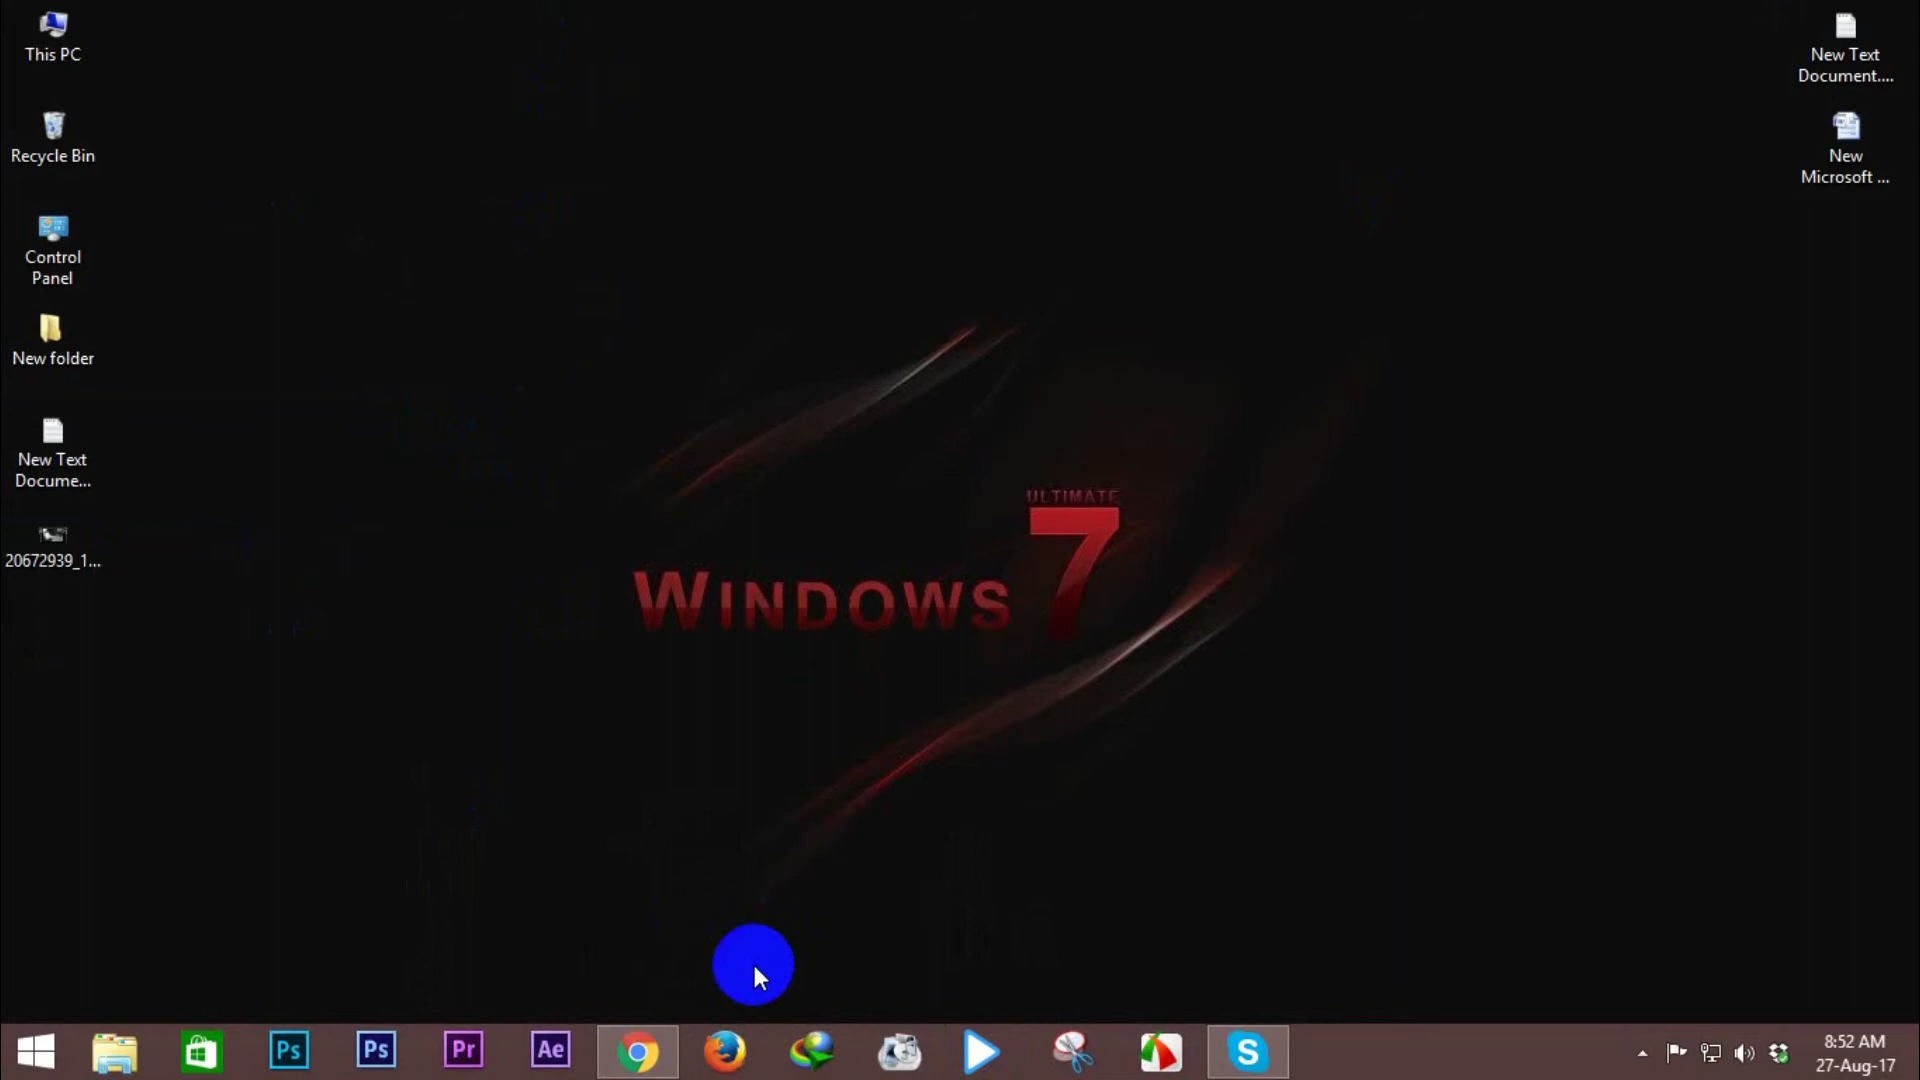 This PC
Recycle Bin
Control
Panel
New folder
New Text
Docume...
20672939_1...
New Text
Document....
New
Microsoft ...
ULTIMATE
WINDOWS 7
Ps
Ps
Pr
Ae
S
8:52 AM
27-Aug-17